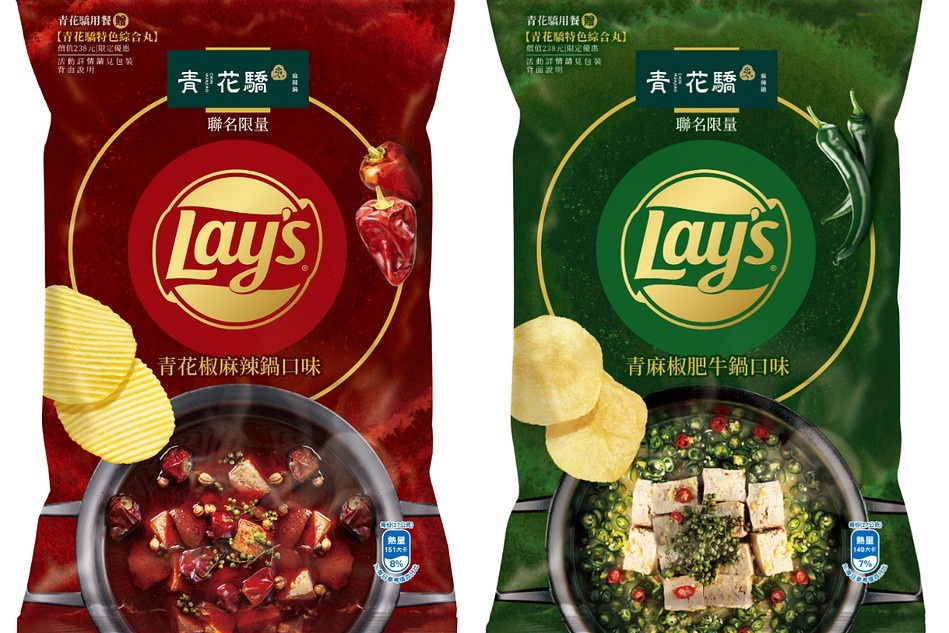 青花驕用餐 贈
【青花驕特色綜合丸】
價值238元|限定優惠
活動詳情請見包裝
背面說明
青花驕 麻辣鍋
聯名限量
Lay's®
青花椒麻辣鍋口味
熱量
151大卡
8%
青花驕用餐 贈
【青花驕特色綜合丸】
價值238元|限定優惠
活動詳情請見包裝
背面說明
青花驕 麻辣鍋
聯名限量
Lay's®
青麻椒肥牛鍋口味
熱量
149大卡
7%